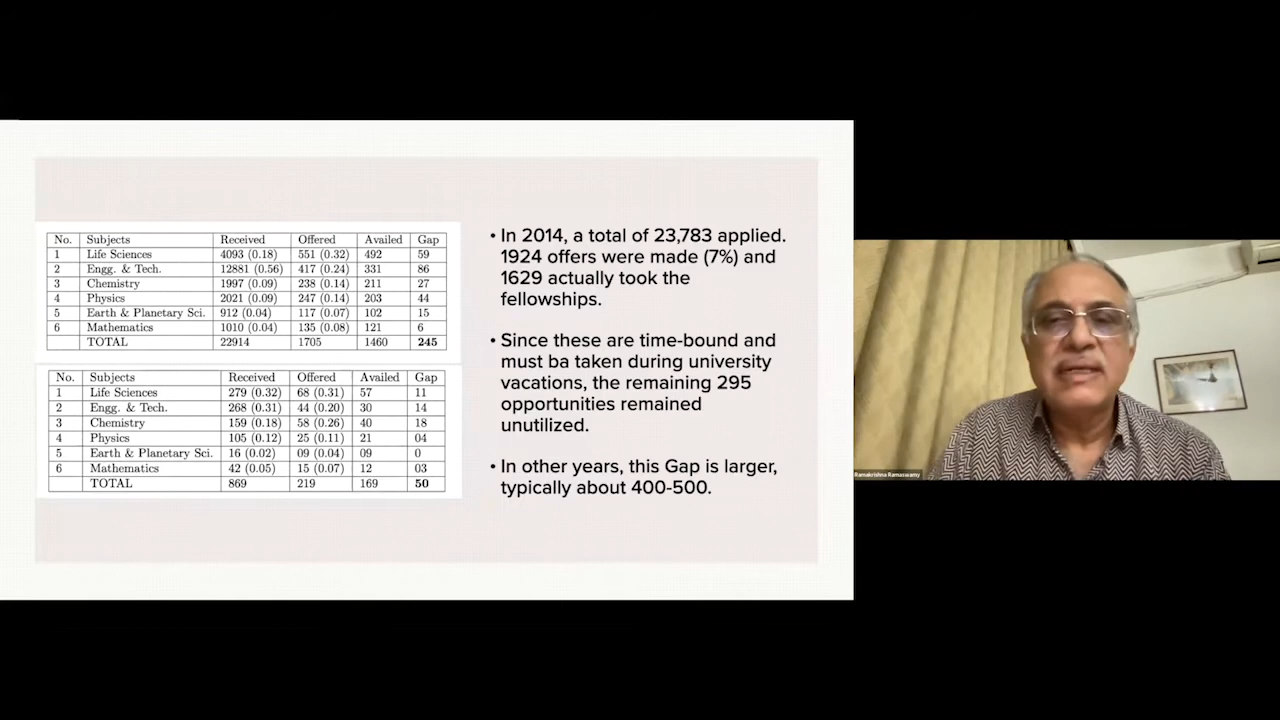 No. Subjects Received Offered Availed Gap
1 Life Sciences 4093 (0.18) 551 (0.32) 492 59
2 Engg. & Tech. 12881 (0.56) 417 (0.24) 331 86
3 Chemistry 1997 (0.09) 238 (0.14) 211 27
4 Physics 2021 (0.09) 247 (0.14) 203 44
5 Earth & Planetary Sci. 912 (0.04) 117 (0.07) 102 15
6 Mathematics 1010 (0.04) 135 (0.08) 121 6
TOTAL 22914 1705 1460 245
No. Subjects Received Offered Availed Gap
1 Life Sciences 279 (0.32) 68 (0.31) 57 11
2 Engg. & Tech. 268 (0.31) 44 (0.20) 30 14
3 Chemistry 159 (0.18) 58 (0.26) 40 18
4 Physics 105 (0.12) 25 (0.11) 21 04
5 Earth & Planetary Sci. 16 (0.02) 09 (0.04) 09 0
6 Mathematics 42 (0.05) 15 (0.07) 12 03
TOTAL 869 219 169 50
• In 2014, a total of 23,783 applied.
1924 offers were made (7%) and
1629 actually took the
fellowships.
• Since these are time-bound and
must ba taken during university
vacations, the remaining 295
opportunities remained
unutilized.
• In other years, this Gap is larger,
typically about 400-500.
Ramakrishna Ramaswamy